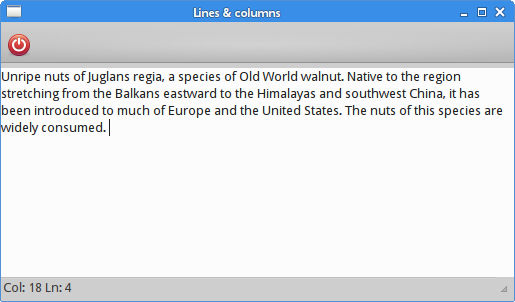 Lines & columns
Unripe nuts of Juglans regia, a species of Old World walnut. Native to the region
stretching from the Balkans eastward to the Himalayas and southwest China, it has
been introduced to much of Europe and the United States. The nuts of this species are
widely consumed.
Col: 18 Ln: 4